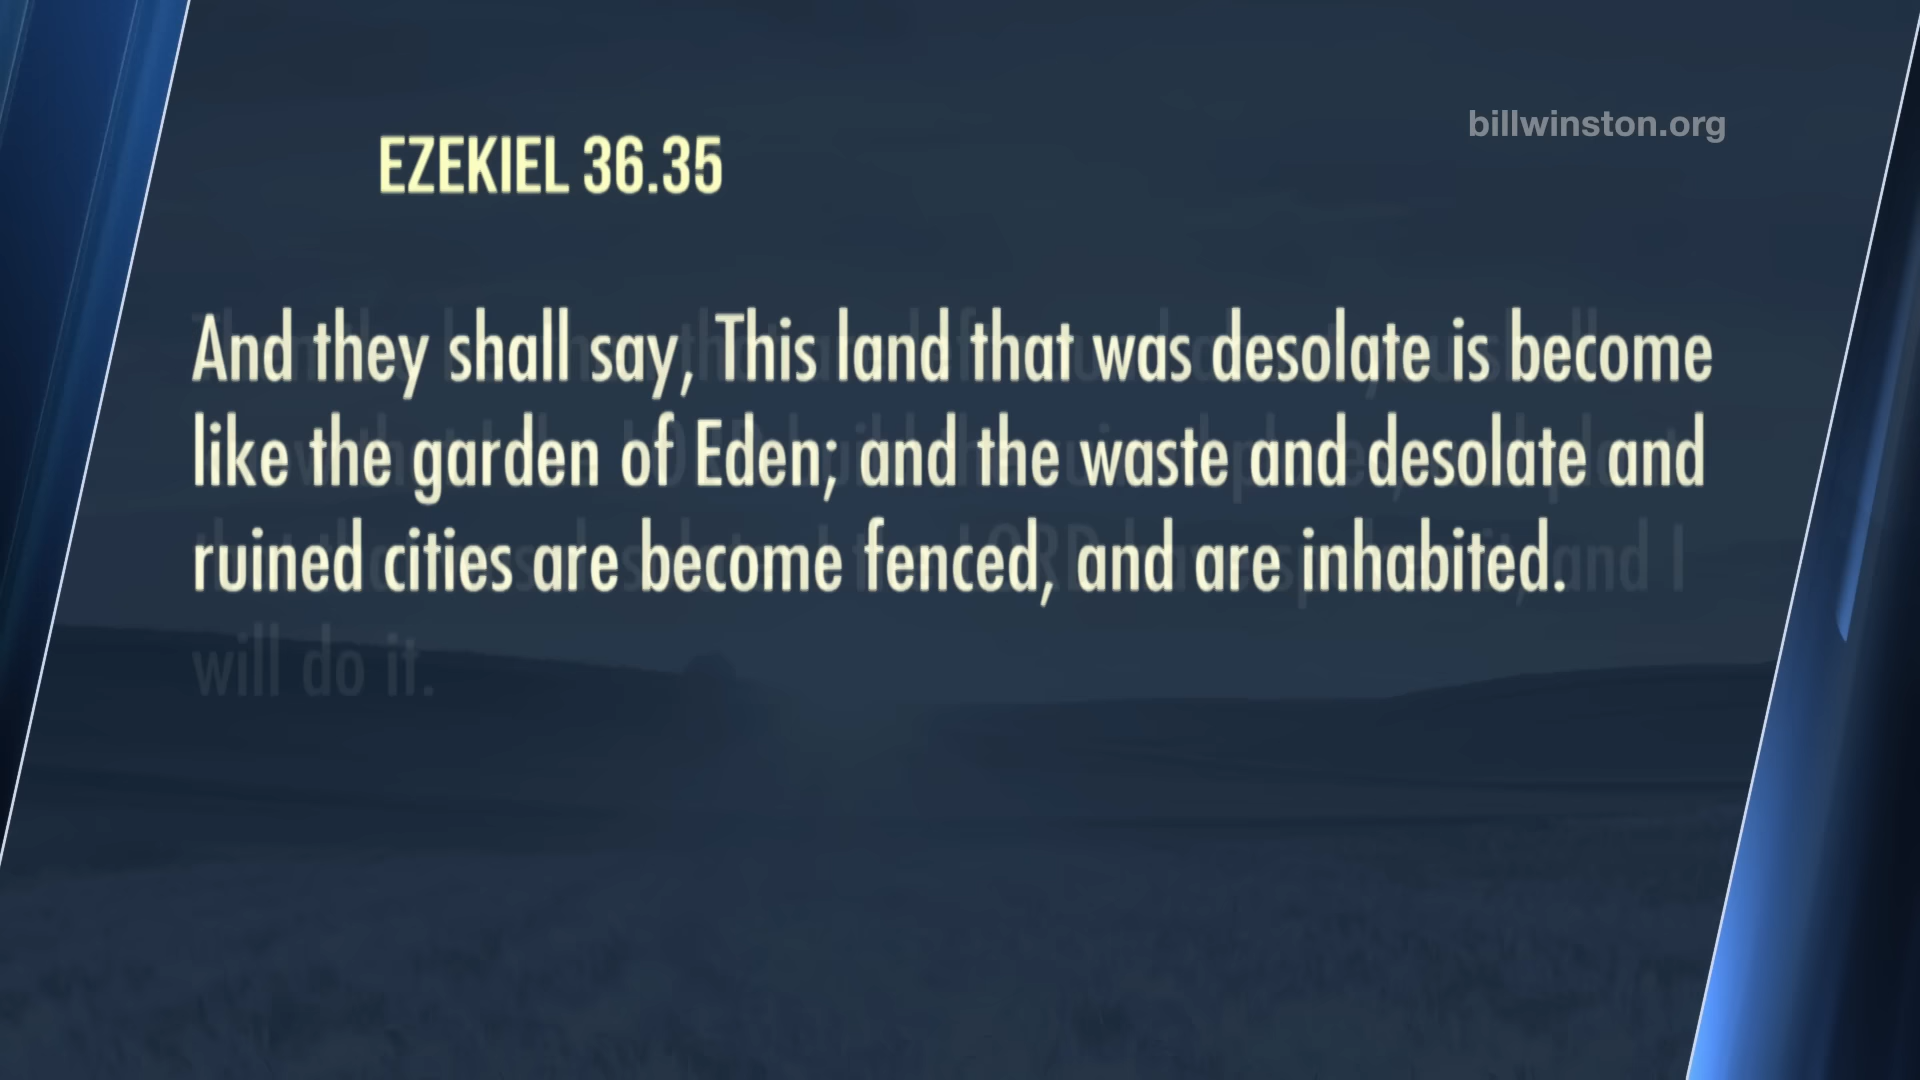 billwinston.org
EZEKIEL 36.35
And they shall say, This land that was desolate is become
like the garden of Eden; and the waste and desolate and
ruined cities are become fenced, and are inhabited.
and I
will do it.